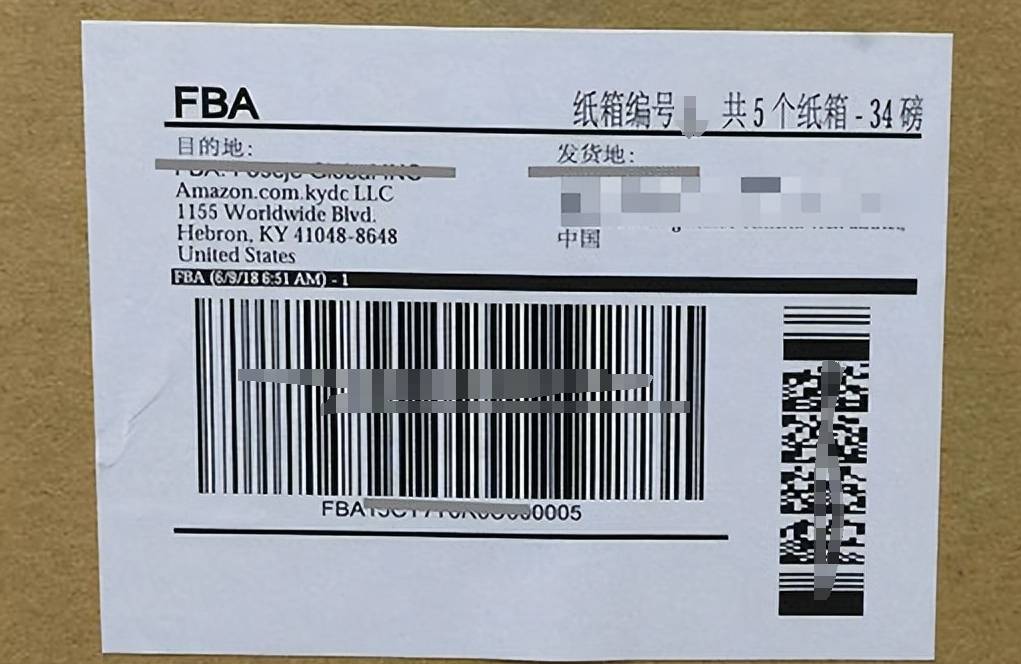 FBA
纸箱编号 共 5 个纸箱 - 34 磅
目的地:
Amazon.com.kydc LLC
1155 Worldwide Blvd.
Hebron, KY 41048-8648
United States
发货地:
中国
FBA (6/9/18 6:51 AM) - 1